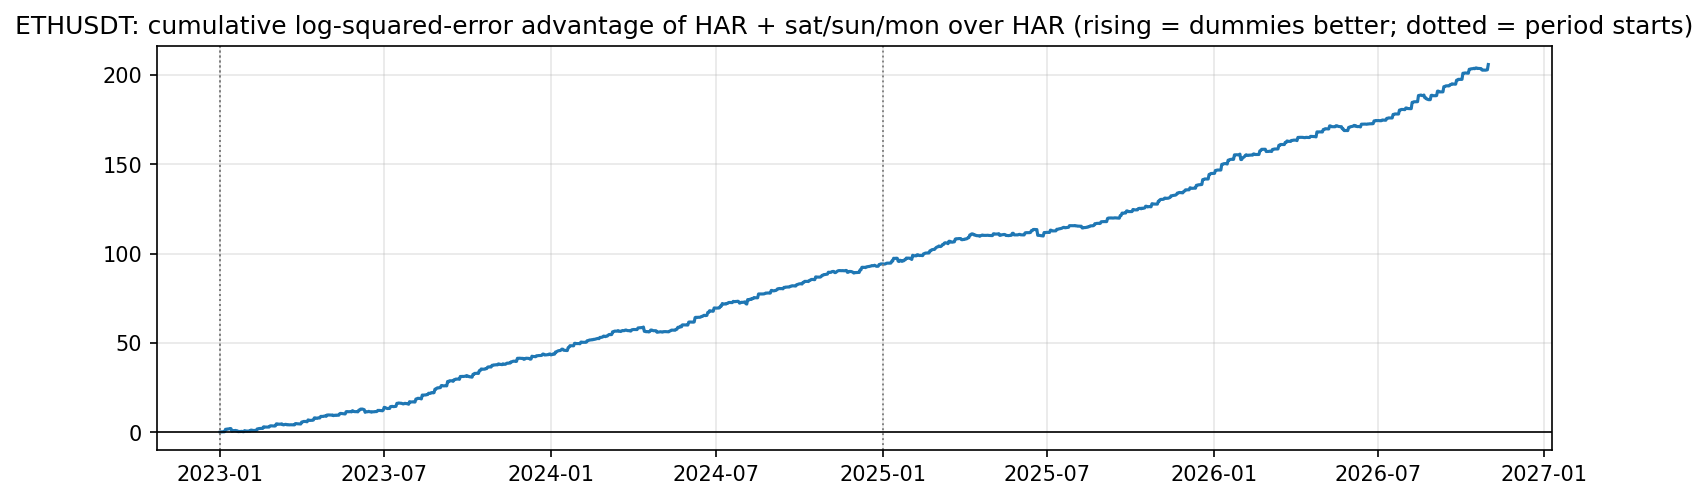 ETHUSDT: cumulative log-squared-error advantage of HAR + sat/sun/mon over HAR (rising = dummies better; dotted = period starts)
200
150
100
50
0
2023-01 2023-07 2024-01 2024-07 2025-01 2025-07 2026-01 2026-07 2027-01